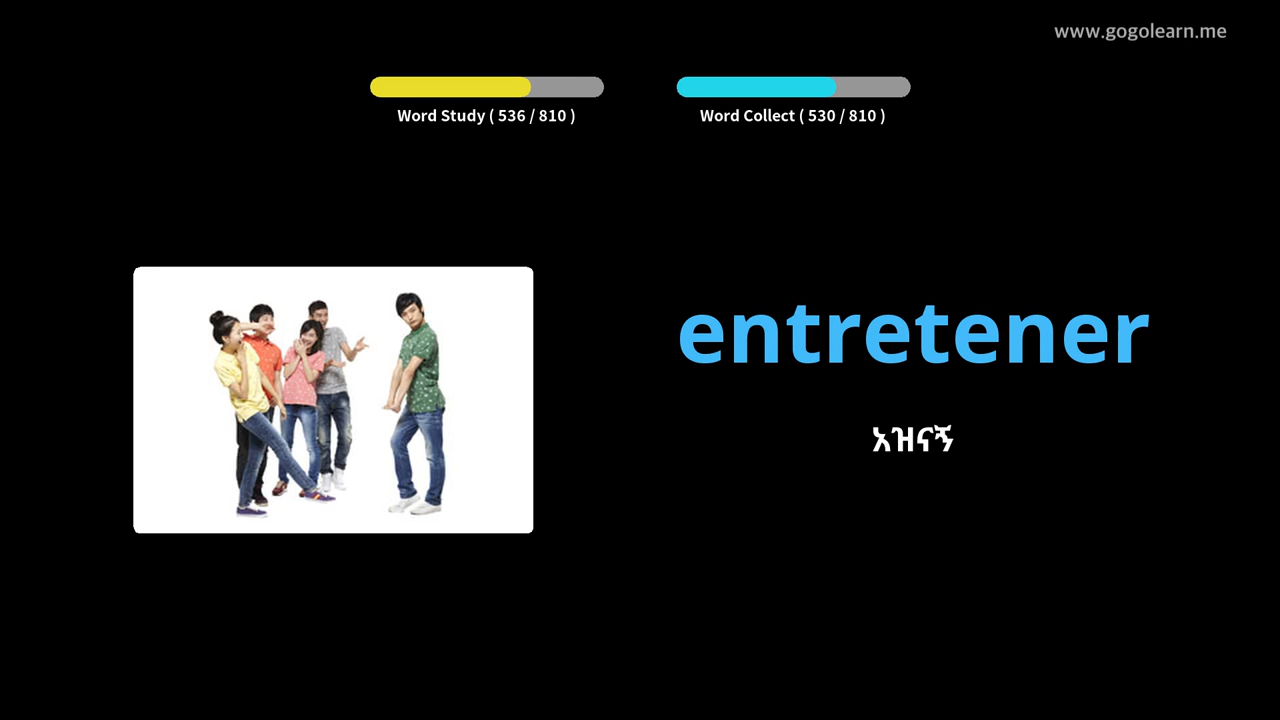 www.gogolearn.me
Word Study ( 536 / 810 )
Word Collect ( 530 / 810 )
entretener
አዝናኝ